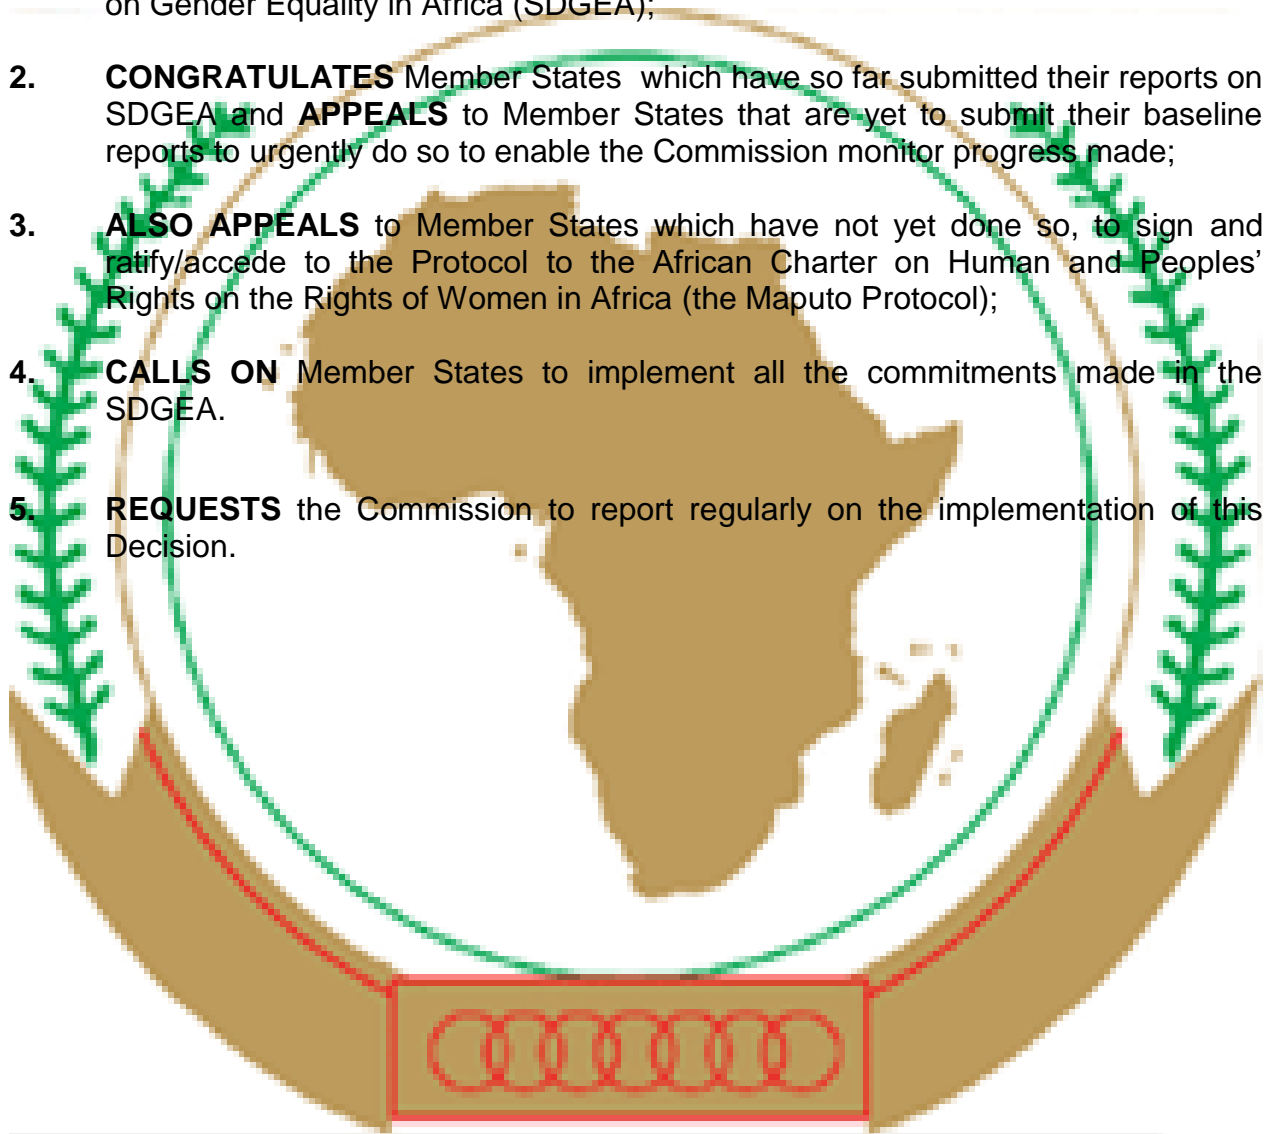 on Gender Equality in Africa (SDGEA);
2. CONGRATULATES Member States which have so far submitted their reports on
SDGEA and APPEALS to Member States that are yet to submit their baseline
reports to urgently do so to enable the Commission monitor progress made;
3. ALSO APPEALS to Member States which have not yet done so, to sign and
ratify/accede to the Protocol to the African Charter on Human and Peoples’
Rights on the Rights of Women in Africa (the Maputo Protocol);
4. CALLS ON Member States to implement all the commitments made in the
SDGEA.
5. REQUESTS the Commission to report regularly on the implementation of this
Decision.